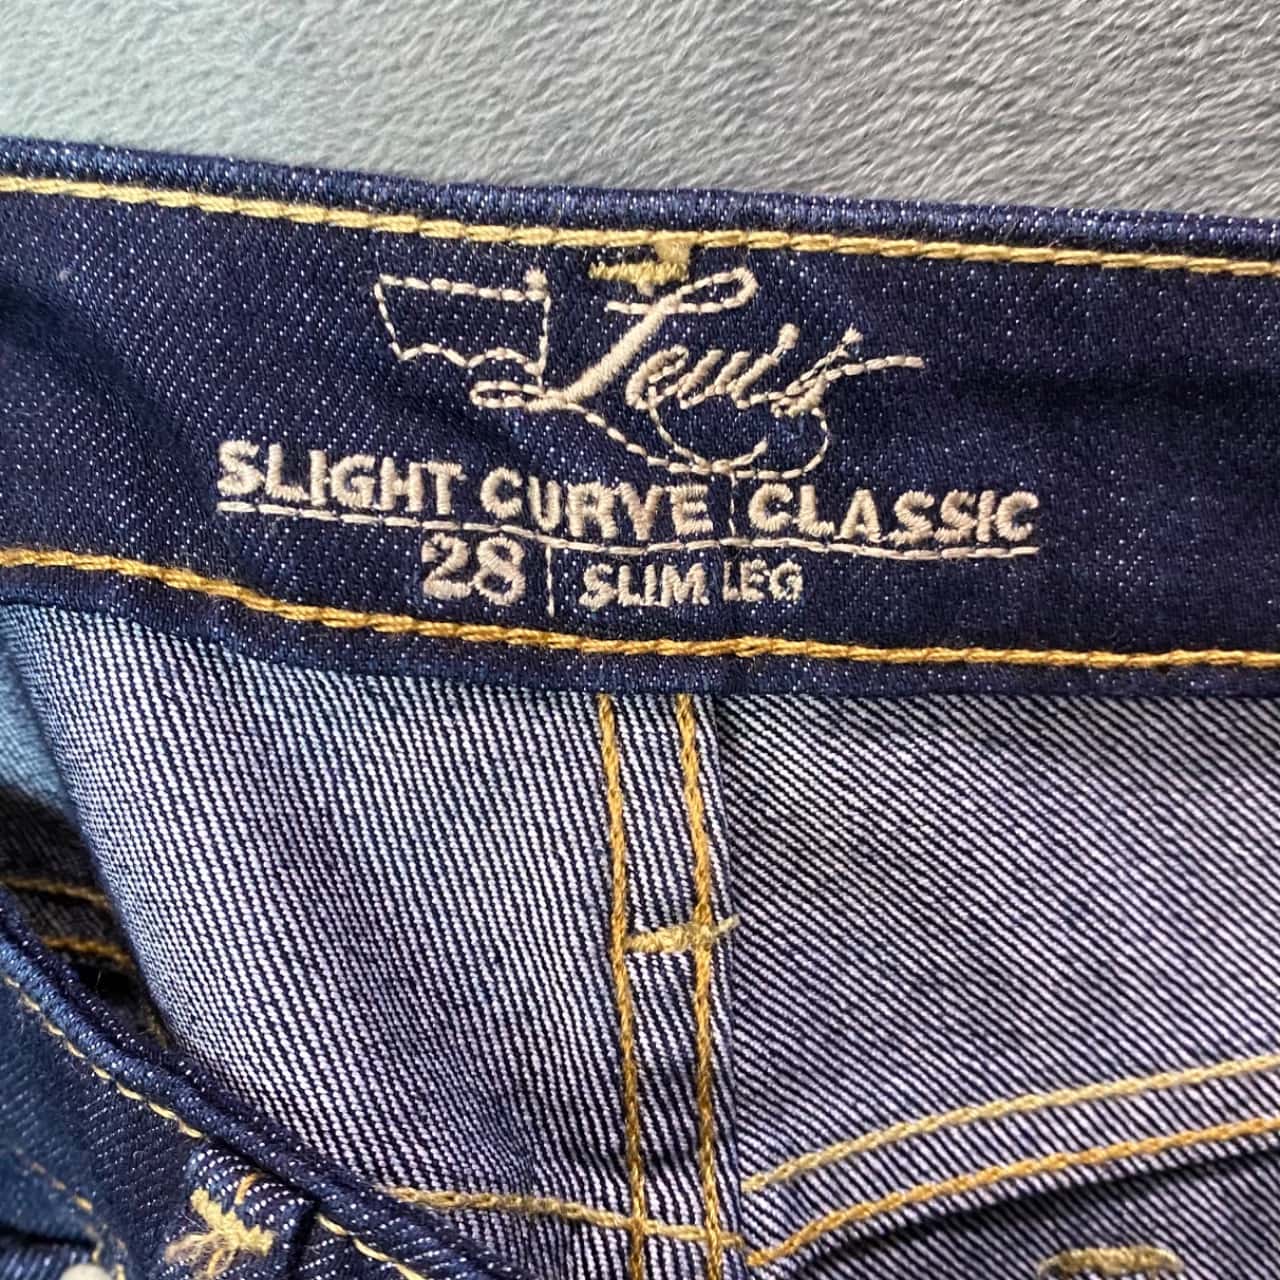 Levi's
SLIGHT CURVE | CLASSIC
28 | SLIM LEG